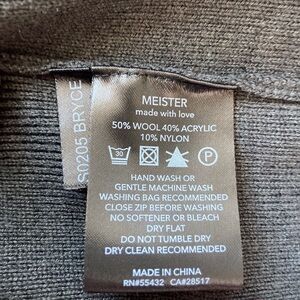 MEISTER
made with love
50% WOOL 40% ACRYLIC
10% NYLON
30
P
HAND WASH OR
GENTLE MACHINE WASH
WASHING BAG RECOMMENDED
CLOSE ZIP BEFORE WASHING
NO SOFTENER OR BLEACH
DRY FLAT
DO NOT TUMBLE DRY
DRY CLEAN RECOMMENDED
MADE IN CHINA
RN#55432 CA#28517
S0205 BRYCE